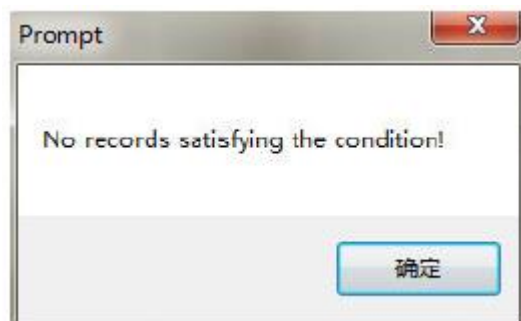 Prompt
No records satisfying the condition!
确定